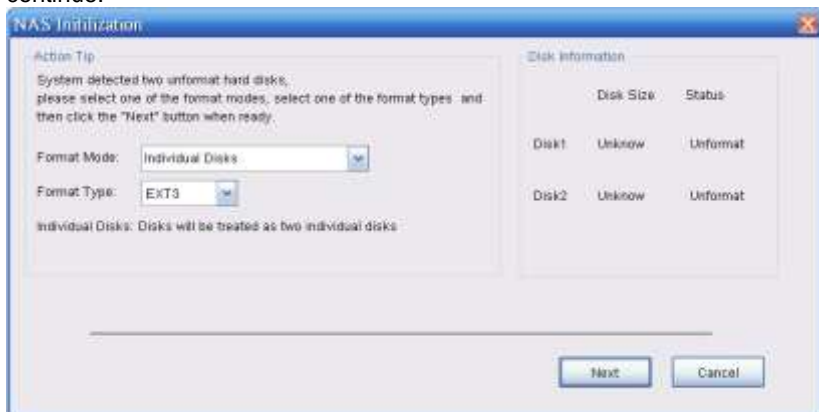 continue.
NAS Initilization
Action Tip
System detected two unformat hard disks,
please select one of the format modes, select one of the format types and
then click the "Next" button when ready.
Format Mode: Individual Disks
Format Type: EXT3
Individual Disks: Disks will be treated as two individual disks
Disk Information
Disk Size Status
Disk1 Unknow Unformat
Disk2 Unknow Unformat
Next Cancel